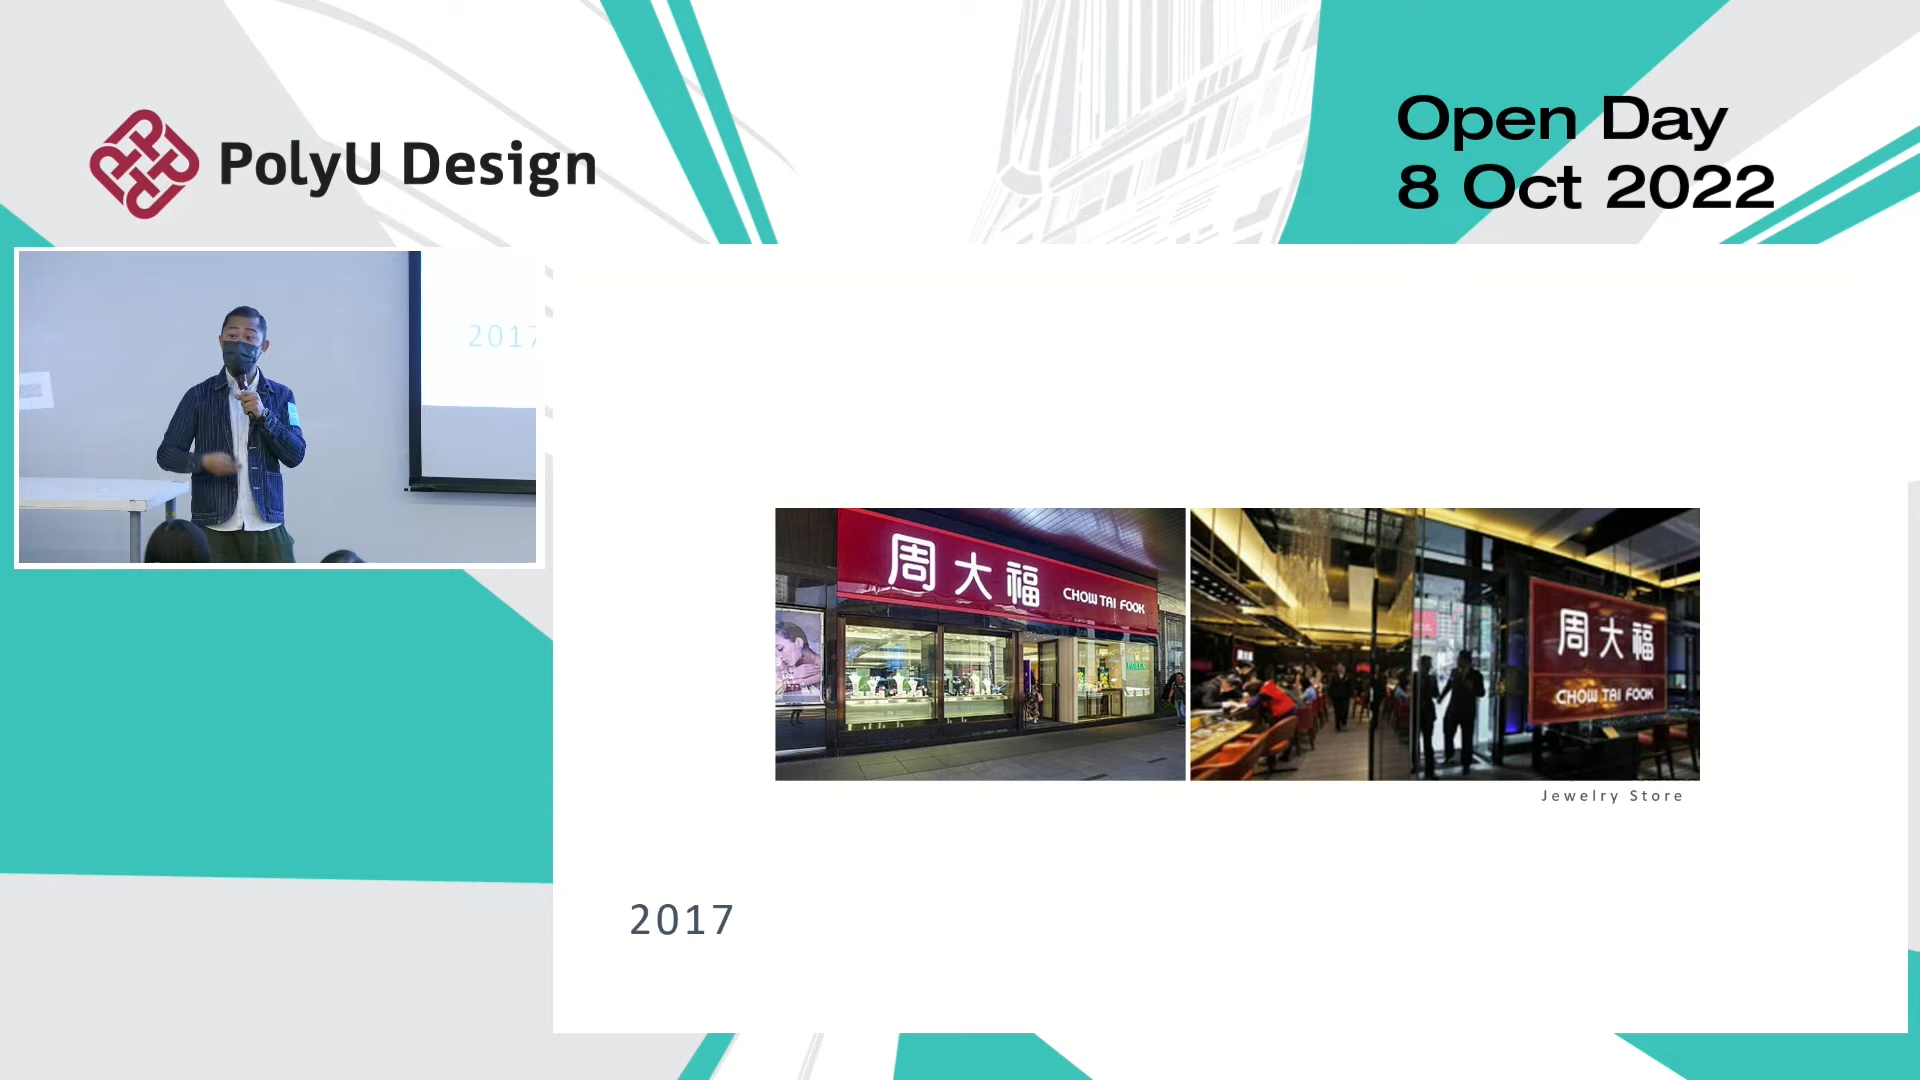 PolyU Design
Open Day
8 Oct 2022
2017
周大福 CHOW TAI FOOK
ROLEX
周大福
CHOW TAI FOOK
Jewelry Store
2017